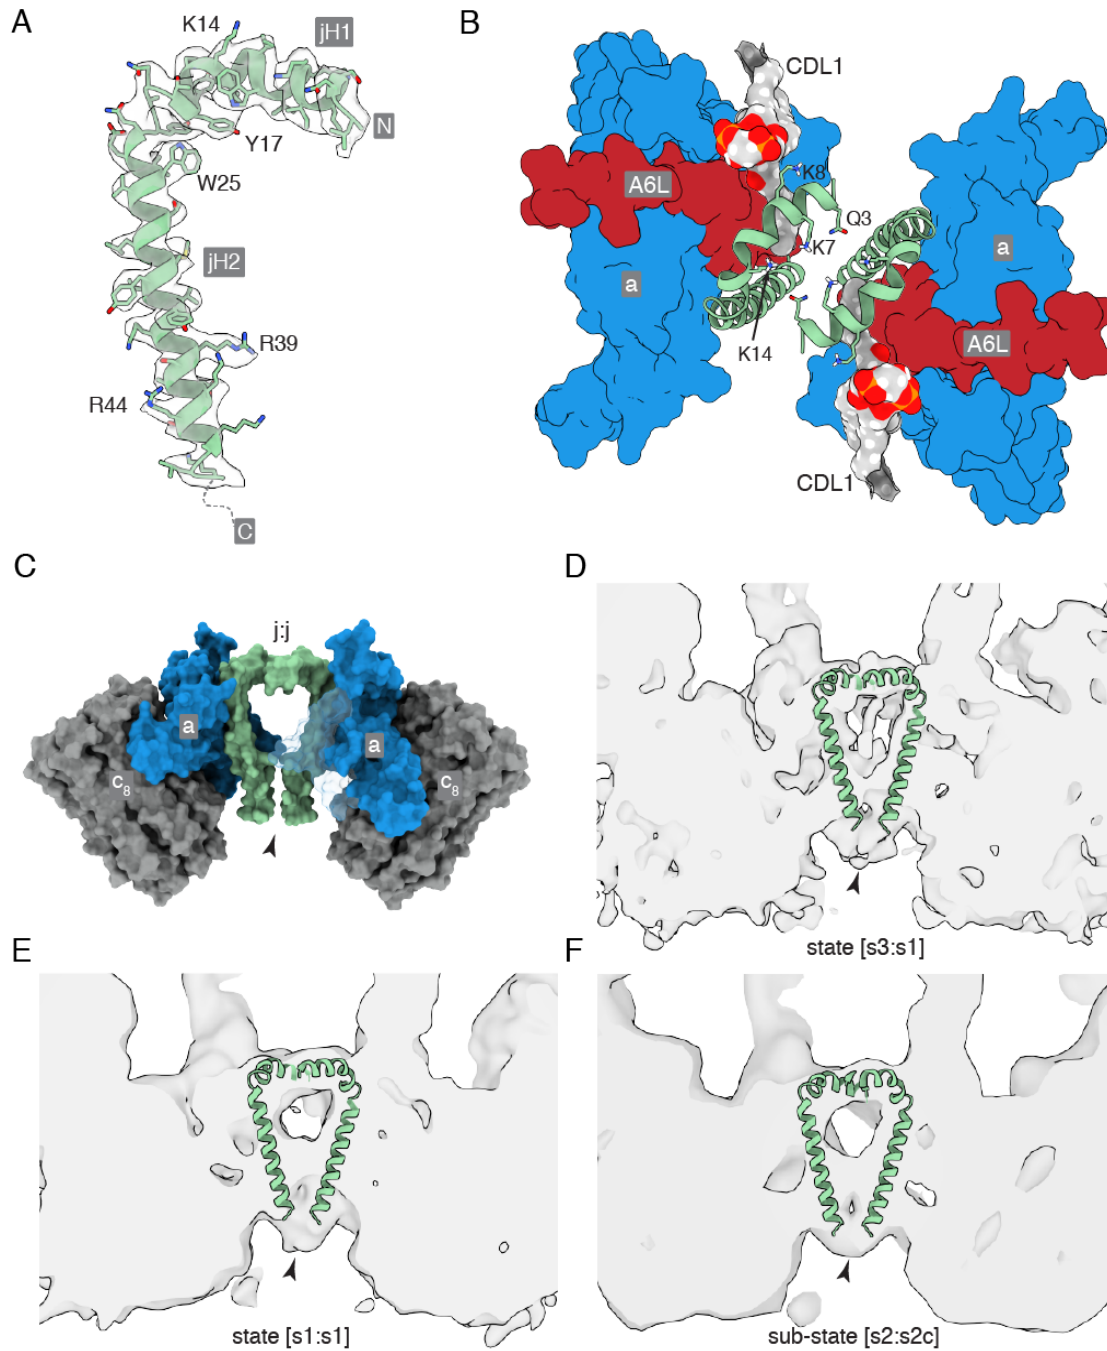 A
K14
jH1
N
Y17
W25
jH2
R39
R44
C
B
CDL1
A6L
K8
Q3
K7
a
a
K14
A6L
CDL1
C
j:j
a
a
c8
c8
D
state [s3:s1]
E
state [s1:s1]
F
sub-state [s2:s2c]